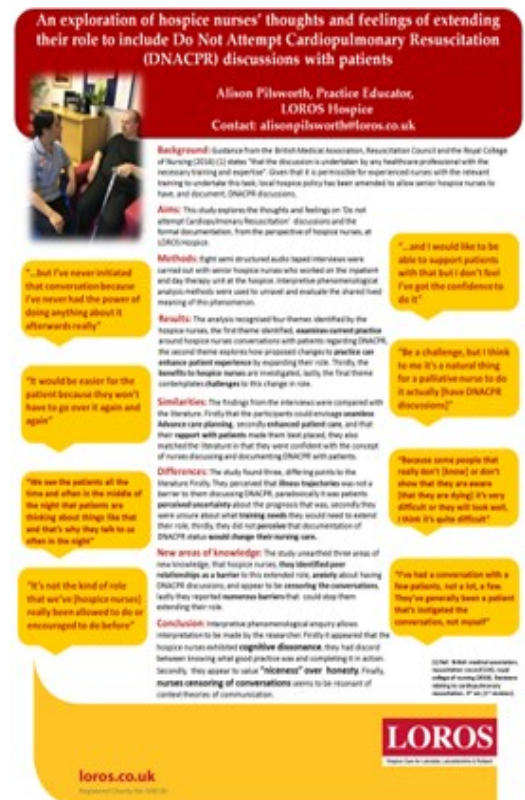 An exploration of hospice nurses' thoughts and feelings of extending
their role to include Do Not Attempt Cardiopulmonary Resuscitation
(DNACPR) discussions with patients
Alison Pilsworth, Practice Educator,
LOROS Hospice
Contact: alisonpilsworth@loros.co.uk
Background: Guidance from the British Medical Association, Resuscitation Council and the Royal College
of Nursing (2016) (1) states "that the discussion is undertaken by any healthcare professional with the
necessary training and expertise". Given that it is permissible for experienced nurses with the relevant
training to undertake this task, local hospice policy has been amended to allow senior hospice nurses to
have, and document, DNACPR discussions.
Aims: This study explores the thoughts and feelings on 'Do not
attempt Cardiopulmonary Resuscitation' discussions and the
formal documentation, from the perspective of hospice nurses, at
LOROS Hospice.
Methods: Eight semi structured audio taped interviews were
carried out with senior hospice nurses who worked on the inpatient
and day therapy unit at the hospice. Interpretive phenomenological
analysis methods were used to unravel and evaluate the shared lived
meaning of this phenomenon.
Results: The analysis recognised four themes identified by the
hospice nurses, the first theme identified, examines current practice
around hospice nurses conversations with patients regarding DNACPR,
the second theme explores how proposed changes to practice can
enhance patient experience by expanding their role. Thirdly, the
benefits to hospice nurses are investigated, lastly, the final theme
contemplates challenges to this change in role.
Similarities: The findings from the interviews were compared with
the literature. Firstly that the participants could envisage seamless
Advance care planning, secondly enhanced patient care, and that
their rapport with patients made them best placed, they also
matched the literature in that they were confident with the concept
of nurses discussing and documenting DNACPR with patients.
Differences: The study found three, differing points to the
literature Firstly. They perceived that illness trajectories was not a
barrier to them discussing DNACPR, paradoxically it was patients
perceived uncertainty about the prognosis that was, secondly they
were unsure about what training needs they would need to extend
their role, thirdly, they did not perceive that documentation of
DNACPR status would change their nursing care.
New areas of knowledge: The study unearthed three areas of
new knowledge, that hospice nurses, they identified peer
relationships as a barrier to this extended role, anxiety about having
DNACPR discussions, and appear to be censoring the conversations,
lastly they reported numerous barriers that could stop them
extending their role.
Conclusion: Interpretive phenomenological enquiry allows
interpretation to be made by the researcher. Firstly it appeared that the
hospice nurses exhibited cognitive dissonance, they had discord
between knowing what good practice was and completing it in action.
Secondly, they appear to value "niceness" over honesty. Finally,
nurses censoring of conversations seems to be resonant of
context theories of communication.
"...but I've never initiated
that conversation because
I've never had the power of
doing anything about it
afterwards really"
"It would be easier for the
patient because they won't
have to go over it again and
again"
"We see the patients all the
time and often in the middle of
the night that patients are
thinking about things like that
and that's why they talk to us
often in the night"
"It's not the kind of role
that we've [hospice nurses]
really been allowed to do or
encouraged to do before"
"...and I would like to be
able to support patients
with that but I don't feel
I've got the confidence to
do it"
"Be a challenge, but I think
to me it's a natural thing
for a palliative nurse to do
it actually [have DNACPR
discussions]"
"Because some people that
really don't [know] or don't
show that they are aware
[that they are dying] it's very
difficult or they will look well,
I think it's quite difficult"
"I've had a conversation with a
few patients, not a lot, a few.
They've generally been a patient
that's instigated the
conversation, not myself"
LOROS
loros.co.uk